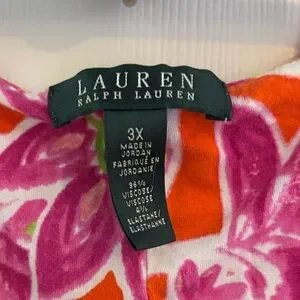 LAUREN
RALPH LAUREN
3X
MADE IN
JORDAN
FABRIQUÉ EN
JORDANIE
96%
VISCOSE/
VISCOSE
4%
ELASTANE/
ELASTHANNE